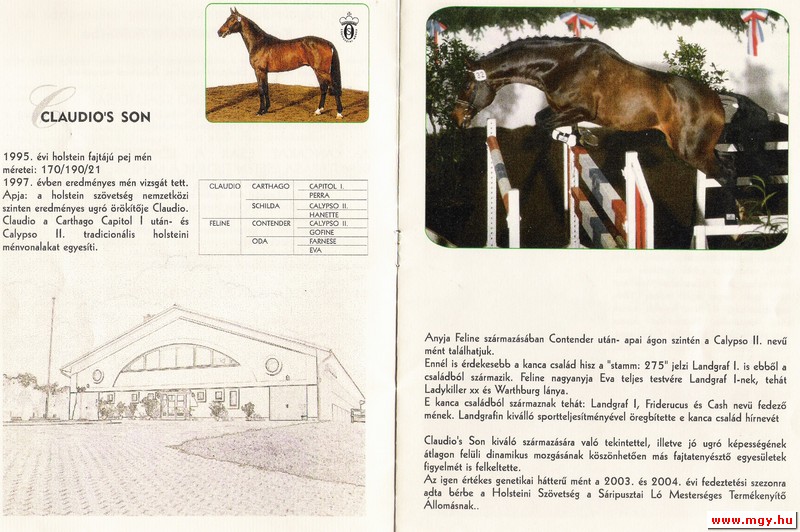 CLAUDIO'S SON
1995. évi holstein fajtájú pej mén
méretei: 170/190/21
1997. évben eredményes mén vizsgát tett.
Apja: a holstein szövetség nemzetközi
szinten eredményes ugró örökítője Claudio.
Claudio a Carthago Capitol I után- és
Calypso II. tradicionális holsteini
ménvonalakat egyesíti.
CLAUDIO CARTHAGO CAPITOL I.
PERRA
SCHILDA CALYPSO II.
HANETTE
FELINE CONTENDER CALYPSO II.
GOFINE
ODA FARNESE
EVA
Anyja Feline származásában Contender után- apai ágon szintén a Calypso II. nevű
mént találhatjuk.
Ennél is érdekesebb a kanca család hisz a "stamm: 275" jelzi Landgraf I. is ebből a
családból származik. Feline nagyanyja Eva teljes testvére Landgraf I-nek, tehát
Ladykiller xx és Warthburg lánya.
E kanca családból származnak tehát: Landgraf I, Friderucus és Cash nevü fedező
mének. Landgrafin kiválló sportteljesítményével öregbítette e kanca család hírnevét
Claudio's Son kiváló származására való tekintettel, illetve jó ugró képességének
átlagon felüli dinamikus mozgásának köszönhetően más fajtatenyésztő egyesületek
figyelmét is felkeltette.
Az igen értékes genetikai hátterű mént a 2003. és 2004. évi fedeztetési szezonra
adta bérbe a Holsteini Szövetség a Sáripusztai Ló Mesterséges Termékenyítő
Állomásnak..
www.mgy.hu